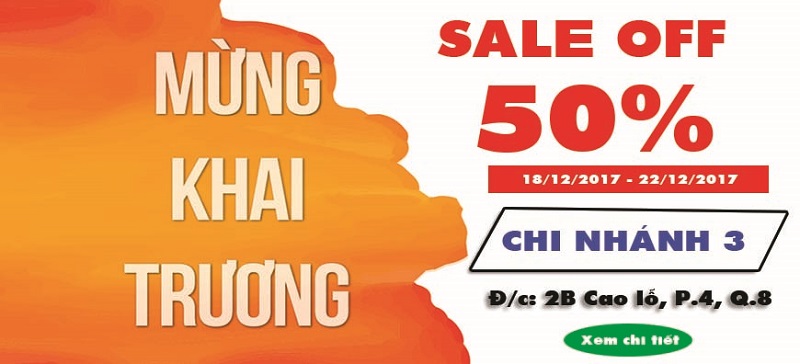 MỪNG
KHAI
TRƯƠNG
SALE OFF
50%
18/12/2017 - 22/12/2017
CHI NHÁNH 3
Đ/c: 2B Cao lỗ, P.4, Q.8
Xem chi tiết